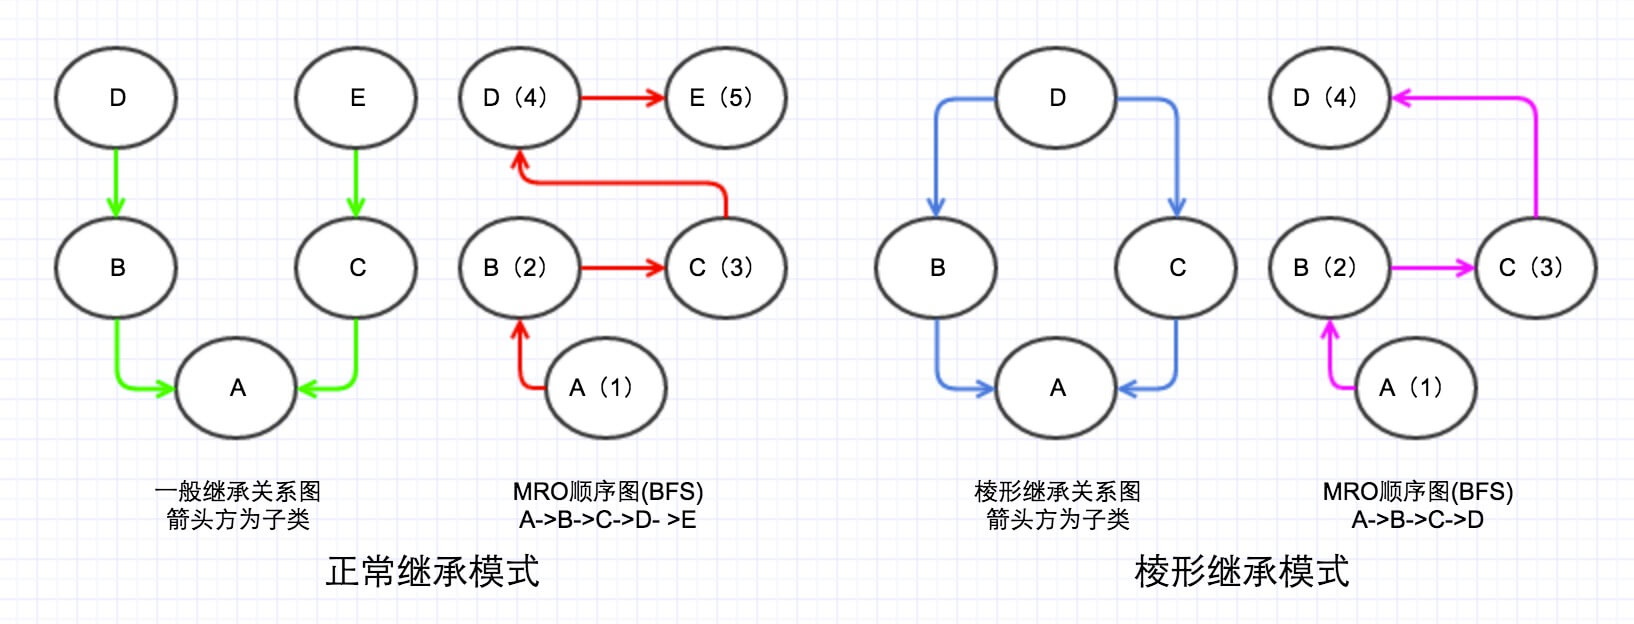 D
E
D（4）
E（5）
B
C
B（2）
C（3）
A
A（1）
一般继承关系图
箭头方为子类
MRO顺序图(BFS)
A->B->C->D- >E
正常继承模式
D
D（4）
B
C
B（2）
C（3）
A
A（1）
棱形继承关系图
箭头方为子类
MRO顺序图(BFS)
A->B->C->D
棱形继承模式